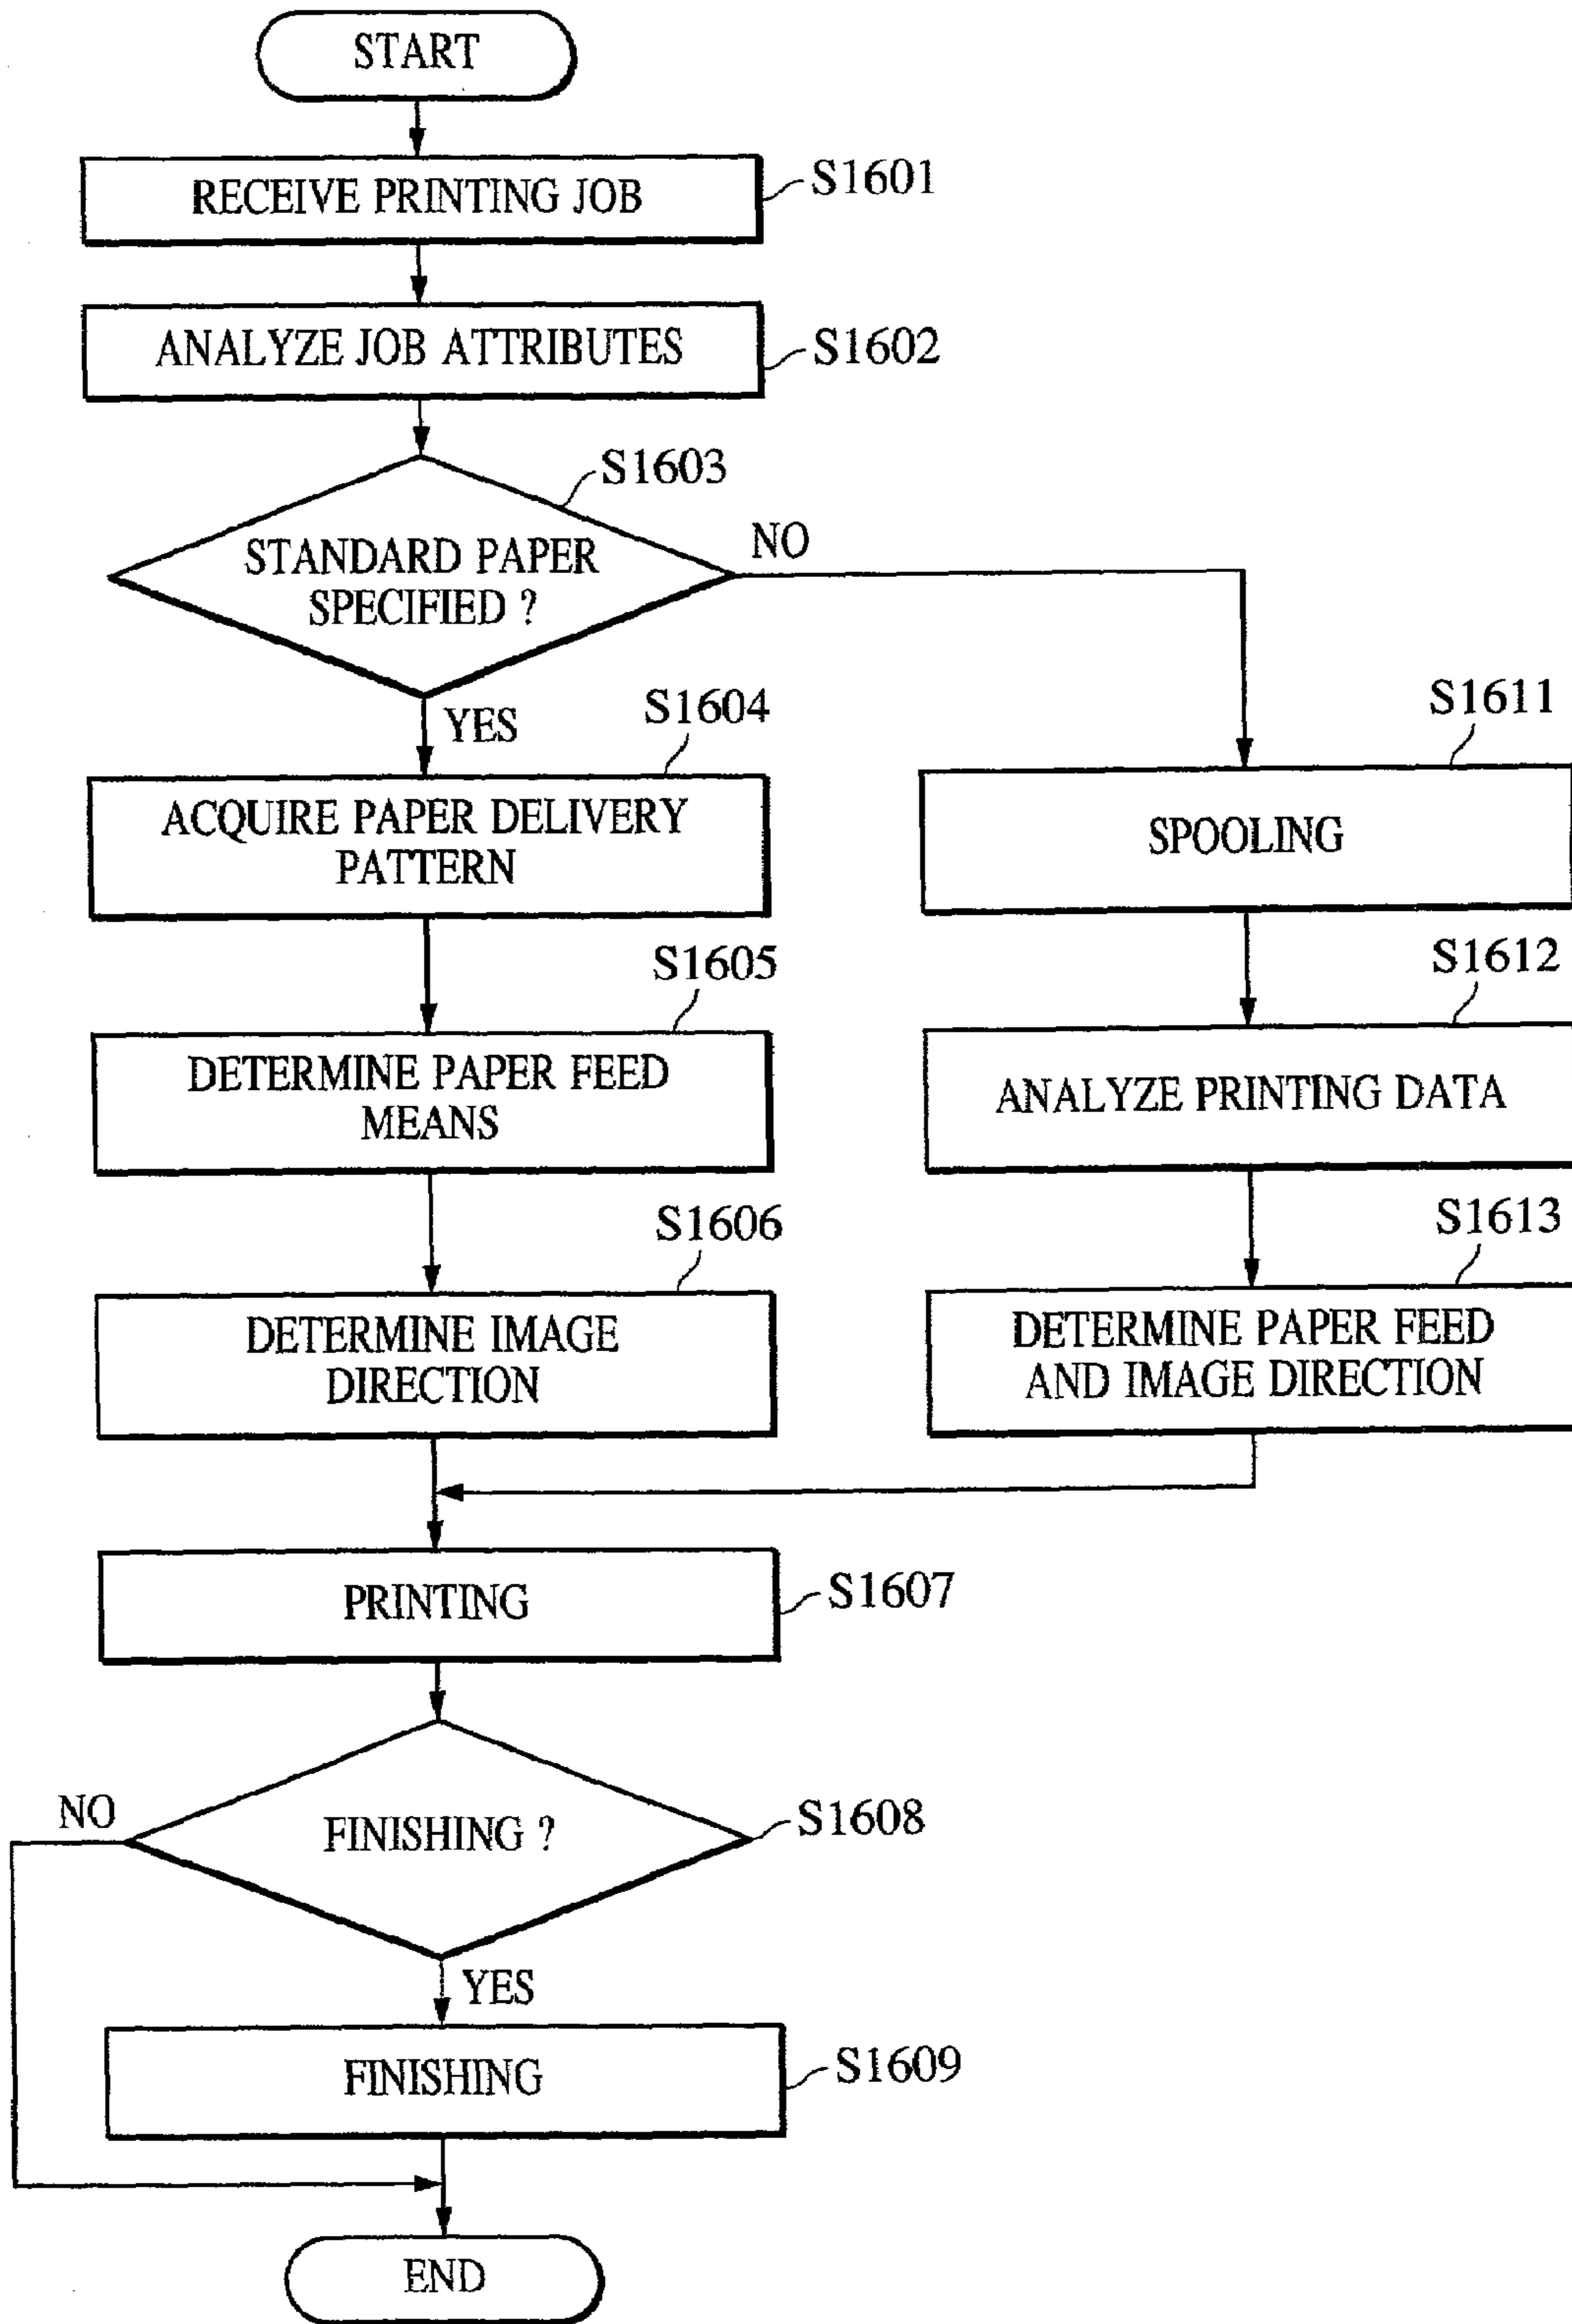 START
RECEIVE PRINTING JOB
S1601
ANALYZE JOB ATTRIBUTES
S1602
S1603
STANDARD PAPER
SPECIFIED ?
NO
YES
S1604
ACQUIRE PAPER DELIVERY
PATTERN
S1611
SPOOLING
S1605
DETERMINE PAPER FEED
MEANS
S1612
ANALYZE PRINTING DATA
S1606
DETERMINE IMAGE
DIRECTION
S1613
DETERMINE PAPER FEED
AND IMAGE DIRECTION
PRINTING
S1607
NO
FINISHING ?
S1608
YES
FINISHING
S1609
END